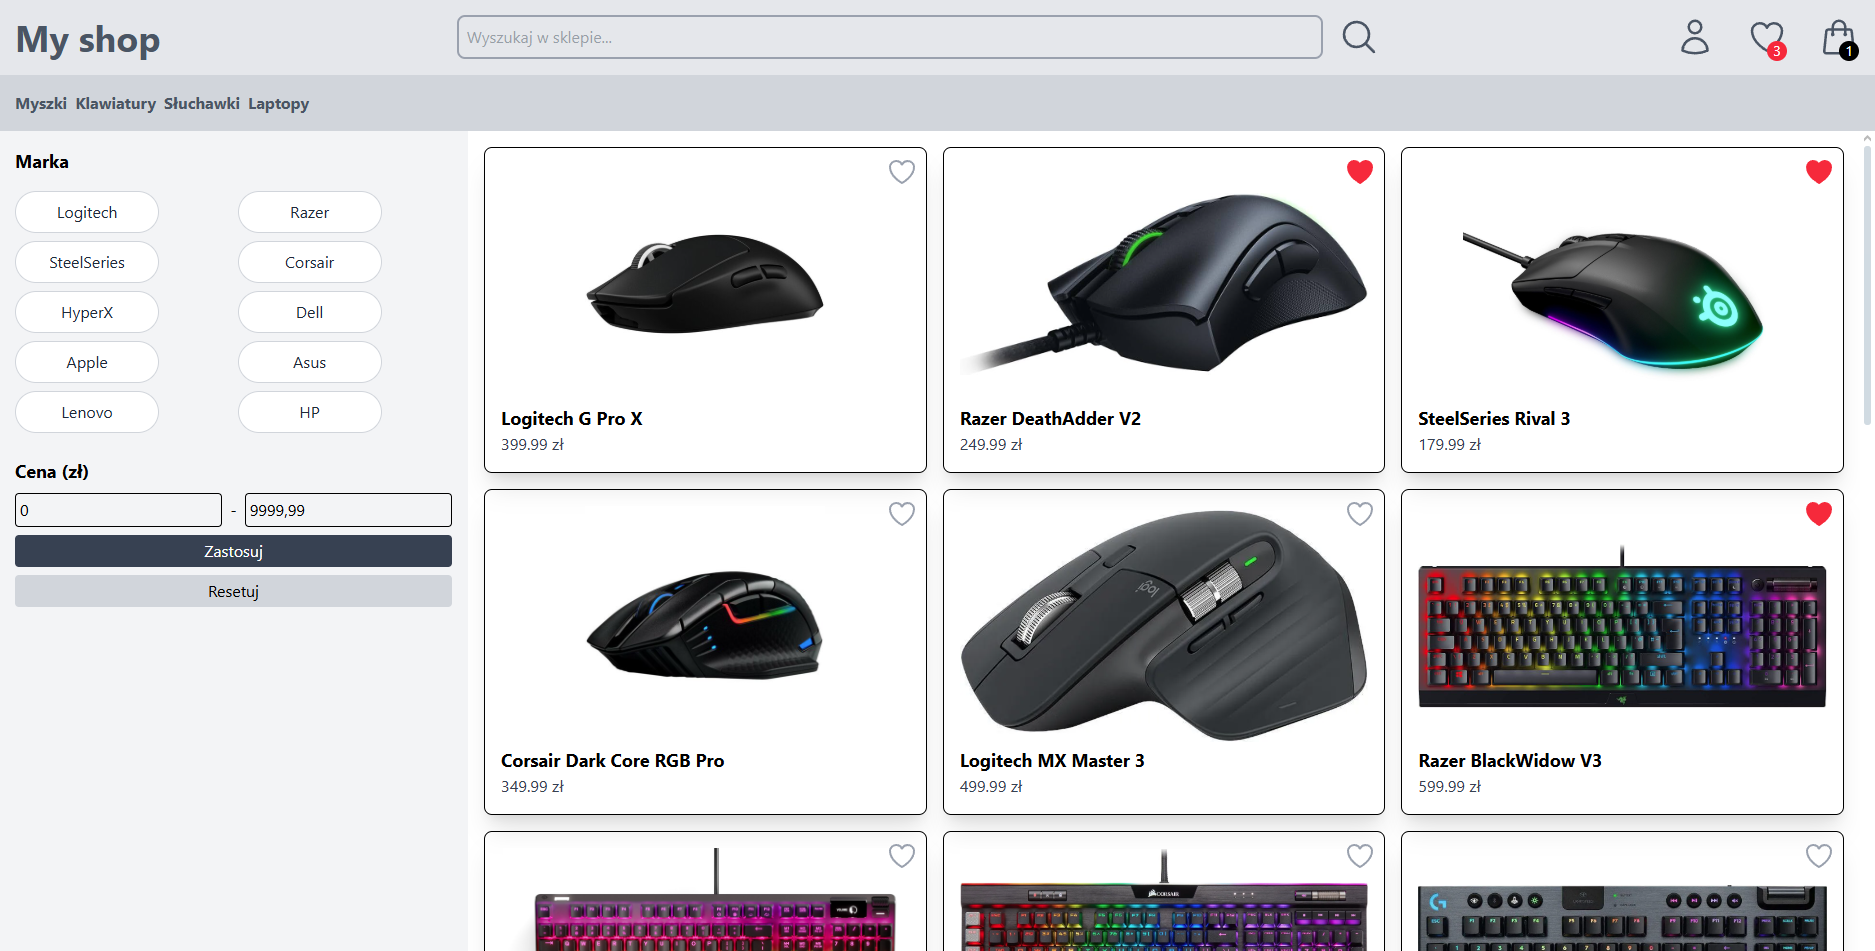 My shop
Wyszukaj w sklepie...
3
1
Myszki Klawiatury Słuchawki Laptopy
Marka
Logitech
Razer
SteelSeries
Corsair
HyperX
Dell
Apple
Asus
Lenovo
HP
Cena (zł)
0 - 9999,99
Zastosuj
Resetuj
Logitech G Pro X
399.99 zł
Razer DeathAdder V2
249.99 zł
SteelSeries Rival 3
179.99 zł
Corsair Dark Core RGB Pro
349.99 zł
logi
Logitech MX Master 3
499.99 zł
Razer BlackWidow V3
599.99 zł
CORSAIR